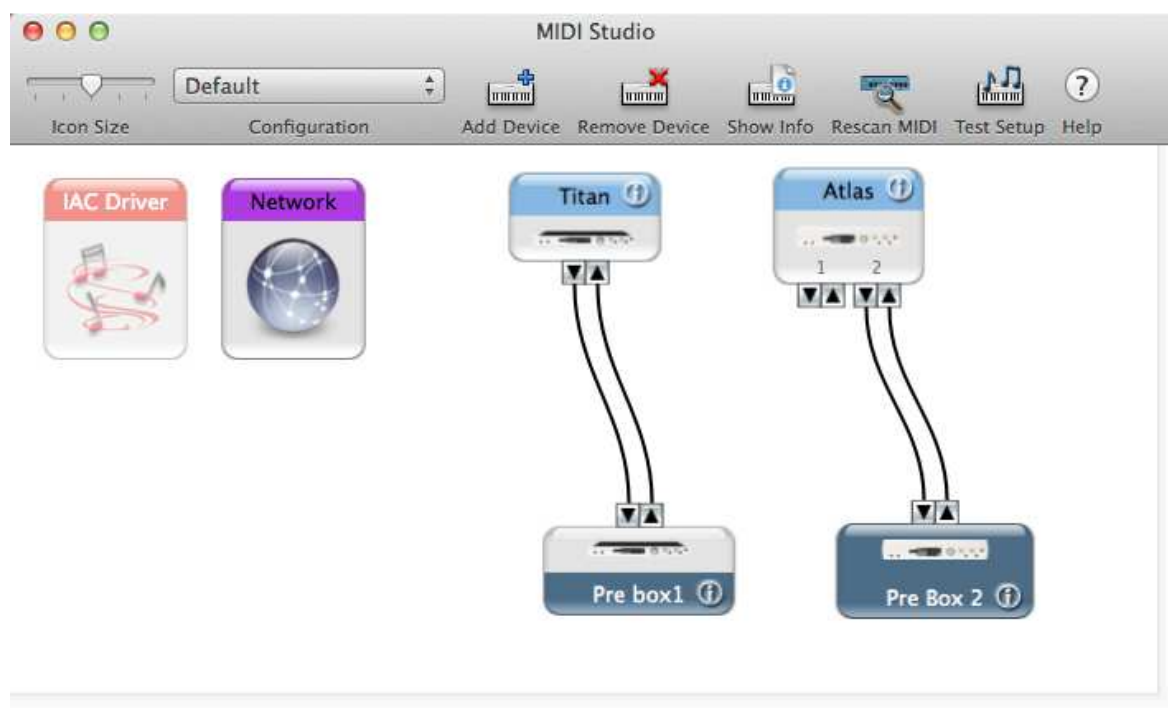 MIDI Studio
Default
Icon Size Configuration Add Device Remove Device Show Info Rescan MIDI Test Setup Help
IAC Driver Network Titan Atlas
1 2
Pre box1 Pre Box 2